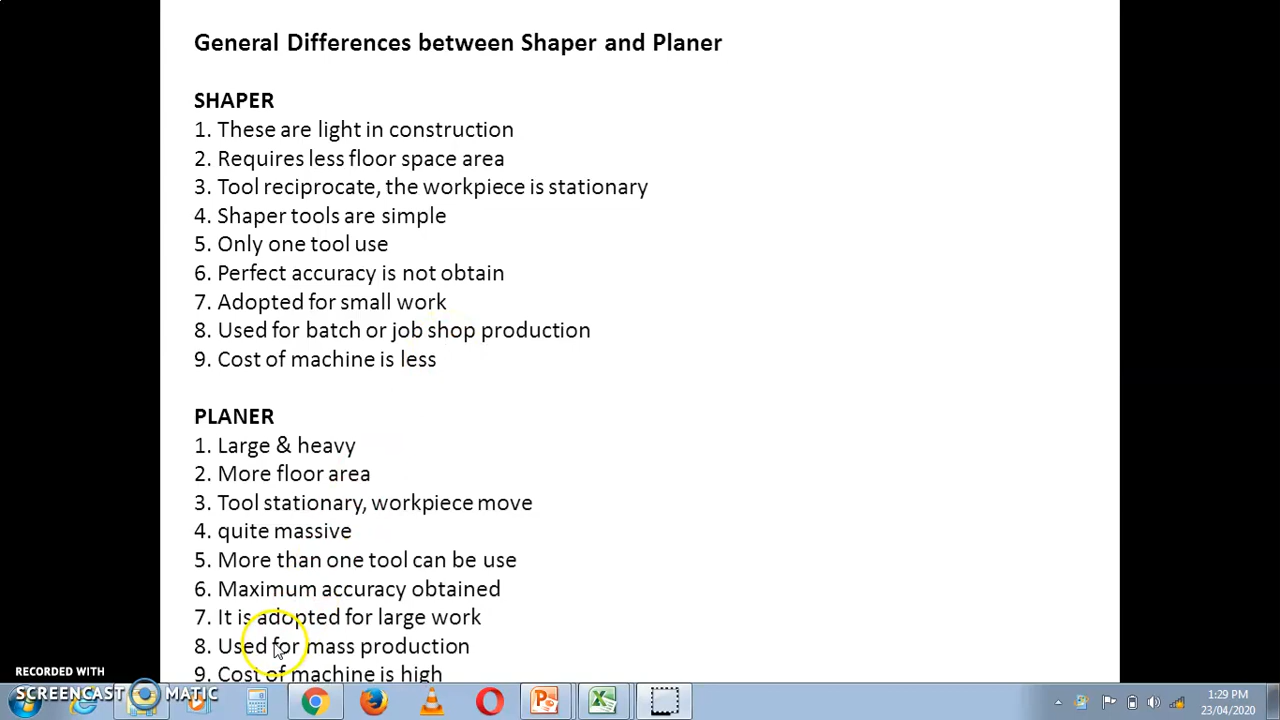 General Differences between Shaper and Planer
SHAPER
1. These are light in construction
2. Requires less floor space area
3. Tool reciprocate, the workpiece is stationary
4. Shaper tools are simple
5. Only one tool use
6. Perfect accuracy is not obtain
7. Adopted for small work
8. Used for batch or job shop production
9. Cost of machine is less
PLANER
1. Large & heavy
2. More floor area
3. Tool stationary, workpiece move
4. quite massive
5. More than one tool can be use
6. Maximum accuracy obtained
7. It is adopted for large work
8. Used for mass production
9. Cost of machine is high
RECORDED WITH
SCREENCAST MATIC
1:29 PM
23/04/2020